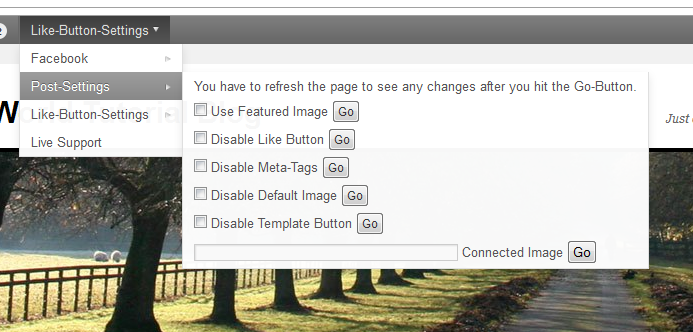 Like-Button-Settings
Facebook
Post-Settings
Like-Button-Settings
Live Support
You have to refresh the page to see any changes after you hit the Go-Button.
Use Featured Image Go
Disable Like Button Go
Disable Meta-Tags Go
Disable Default Image Go
Disable Template Button Go
Connected Image Go
Just